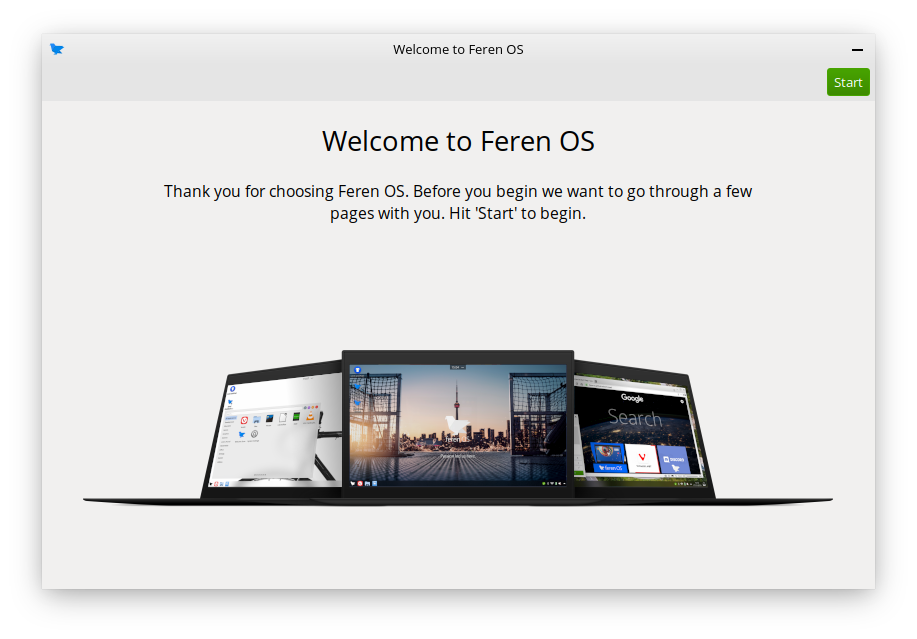 Welcome to Feren OS
Start
Welcome to Feren OS
Thank you for choosing Feren OS. Before you begin we want to go through a few
pages with you. Hit 'Start' to begin.
Google
Search
feren OS